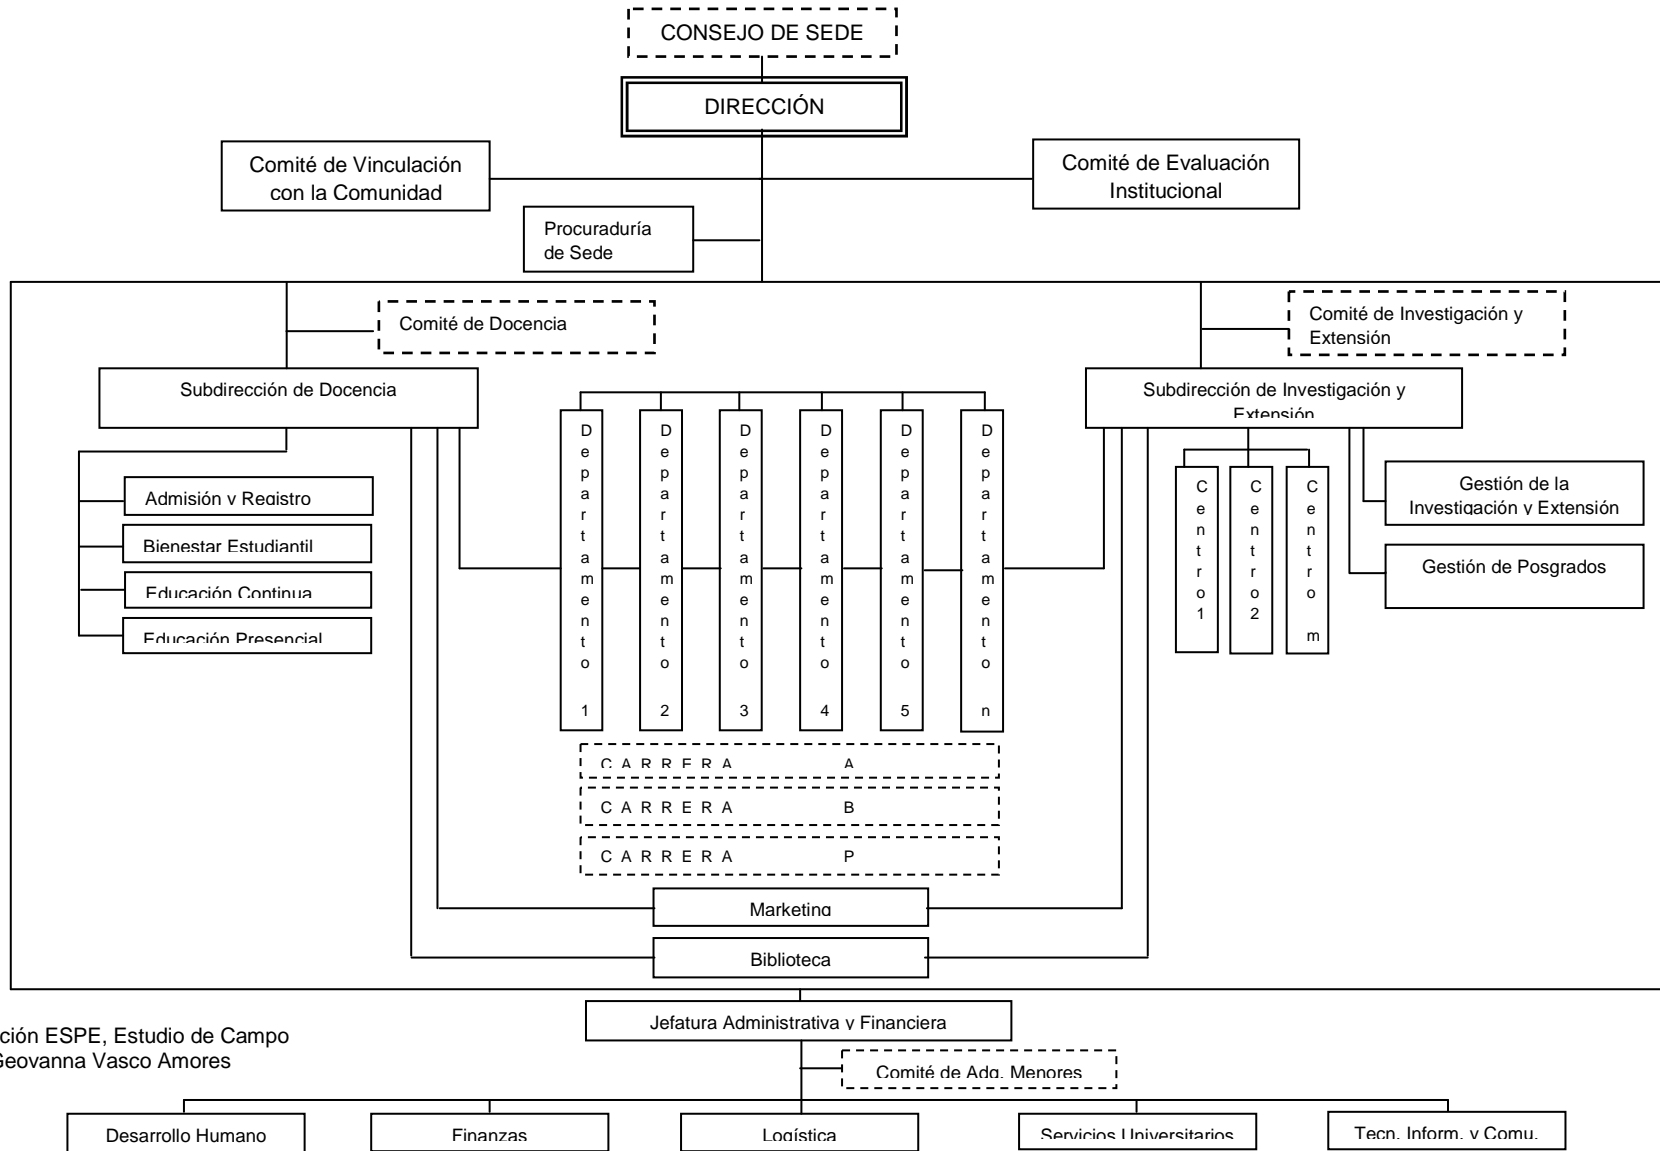 CONSEJO DE SEDE
DIRECCIÓN
Comité de Vinculación
con la Comunidad
Comité de Evaluación
Institucional
Procuraduría
de Sede
Comité de Docencia
Comité de Investigación y
Extensión
Subdirección de Docencia
Subdirección de Investigación y
Extensión
Admisión y Registro
Bienestar Estudiantil
Educación Continua
Educación Presencial
Departamento 1
Departamento 2
Departamento 3
Departamento 4
Departamento 5
Departamento n
Centro 1
Centro 2
Centro m
Gestión de la
Investigación y Extensión
Gestión de Posgrados
CARRERA A
CARRERA B
CARRERA P
Marketing
Biblioteca
Jefatura Administrativa y Financiera
ción ESPE, Estudio de Campo
Geovanna Vasco Amores
Comité de Adq. Menores
Desarrollo Humano
Finanzas
Logística
Servicios Universitarios
Tecn. Inform. y Comu.